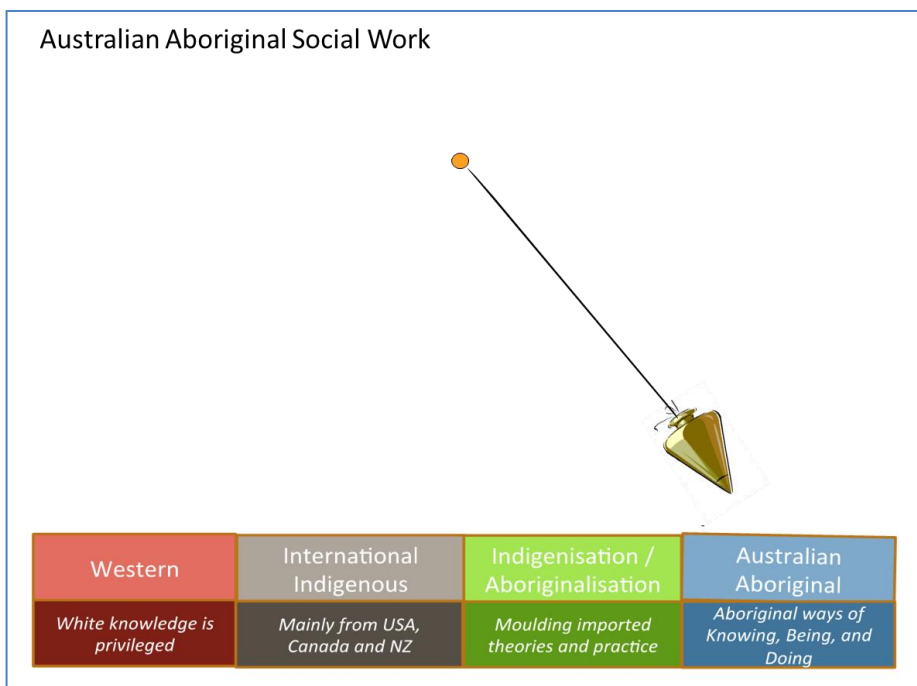 Australian Aboriginal Social Work
Western
International
Indigenous
Indigenisation /
Aboriginalisation
Australian
Aboriginal
White knowledge is
privileged
Mainly from USA,
Canada and NZ
Moulding imported
theories and practice
Aboriginal ways of
Knowing, Being, and
Doing